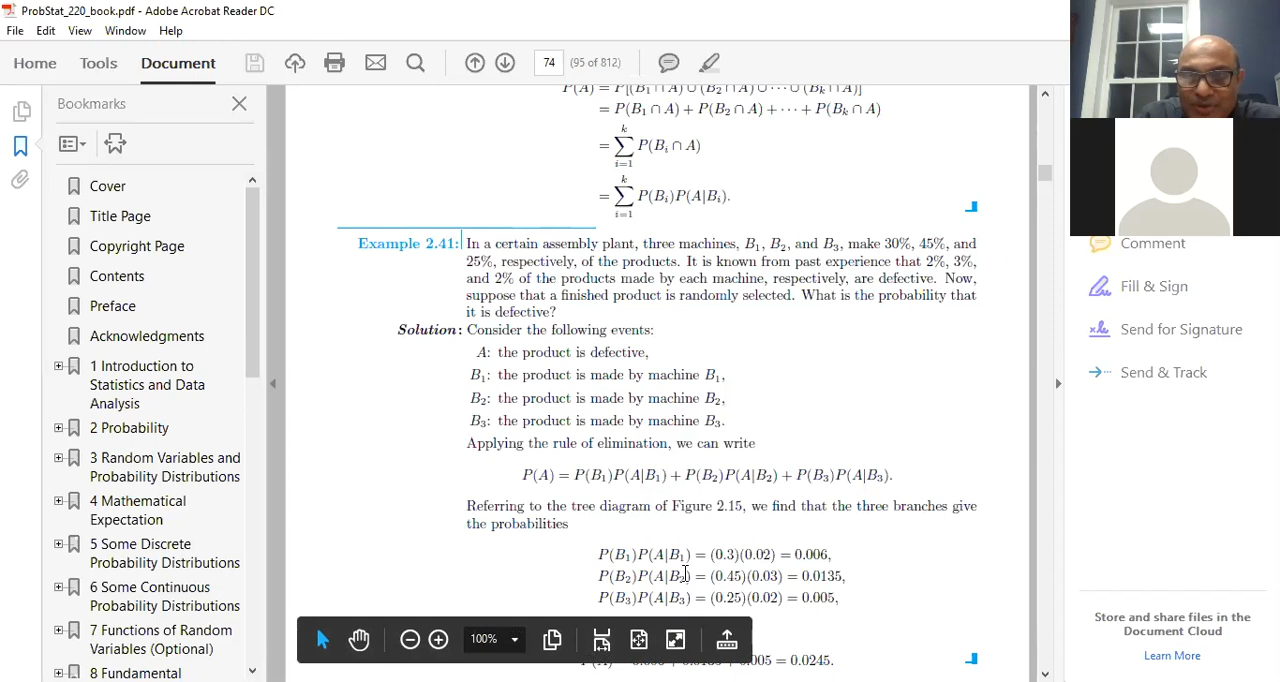 ProbStat_220_book.pdf - Adobe Acrobat Reader DC
File Edit View Window Help
Home Tools Document 74 (95 of 812)
Bookmarks
Cover
Title Page
Copyright Page
Contents
Preface
Acknowledgments
1 Introduction to
Statistics and Data
Analysis
2 Probability
3 Random Variables and
Probability Distributions
4 Mathematical
Expectation
5 Some Discrete
Probability Distributions
6 Some Continuous
Probability Distributions
7 Functions of Random
Variables (Optional)
8 Fundamental
P(A) = P[(B₁ ∩ A) ∪ (B₂ ∩ A) ∪ ··· ∪ (Bₖ ∩ A)]
= P(B₁ ∩ A) + P(B₂ ∩ A) + ··· + P(Bₖ ∩ A)
k
= ∑ P(Bᵢ ∩ A)
i=1
k
= ∑ P(Bᵢ)P(A|Bᵢ).
i=1
Example 2.41: In a certain assembly plant, three machines, B₁, B₂, and B₃, make 30%, 45%, and
25%, respectively, of the products. It is known from past experience that 2%, 3%,
and 2% of the products made by each machine, respectively, are defective. Now,
suppose that a finished product is randomly selected. What is the probability that
it is defective?
Solution: Consider the following events:
A: the product is defective,
B₁: the product is made by machine B₁,
B₂: the product is made by machine B₂,
B₃: the product is made by machine B₃.
Applying the rule of elimination, we can write
P(A) = P(B₁)P(A|B₁) + P(B₂)P(A|B₂) + P(B₃)P(A|B₃).
Referring to the tree diagram of Figure 2.15, we find that the three branches give
the probabilities
P(B₁)P(A|B₁) = (0.3)(0.02) = 0.006,
P(B₂)P(A|B₂) = (0.45)(0.03) = 0.0135,
P(B₃)P(A|B₃) = (0.25)(0.02) = 0.005,
100%
005 = 0.0245.
Comment
Fill & Sign
Send for Signature
Send & Track
Store and share files in the
Document Cloud
Learn More